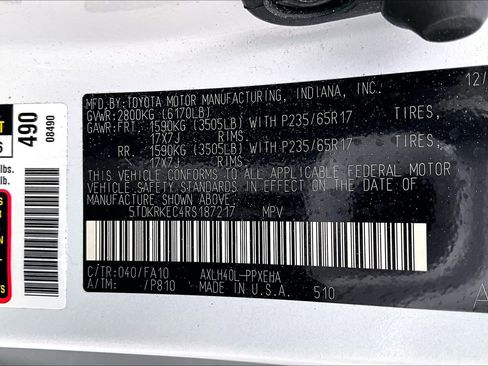 MFD.BY:TOYOTA MOTOR MANUFACTURING, INDIANA, INC. 12/
GVWR:2800KG (6170LB)
GAWR:FRT. 1590KG (3505LB) WITH P235/65R17 TIRES,
17X7J RIMS.
RR. 1590KG (3505LB) WITH P235/65R17 TIRES,
17X7J RIMS.
THIS VEHICLE CONFORMS TO ALL APPLICABLE FEDERAL MOTOR
VEHICLE SAFETY STANDARDS IN EFFECT ON THE DATE OF
MANUFACTURE SHOWN ABOVE.
5TDKRKEC4RS187217 MPV
C/TR:040/FA10 AXLH40L-PPXEHA
A/TM: /P810 MADE IN U.S.A. 510
490
08490
lbs.
lb.